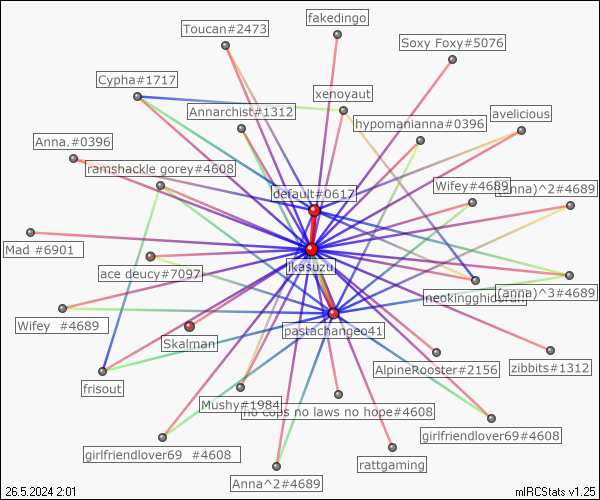 fakedingo
Toucan#2473
Soxy Foxy#5076
Cypha#1717
xenoyaut
Annarchist#1312
avelicious
hypomanianna#0396
Anna.#0396
ramshackle gorey#4608
default#0617
Wifey#4689
(anna)^2#4689
Mad #6901
ikasuzu
ace deucy#7097
(anna)^3#4689
Wifey #4689
pastachangeo41
Skalman
AlpineRooster#2156
zibbits#1312
frisout
Mushy#1984
no cops no laws no hope#4608
girlfriendlover69#4608
girlfriendlover69 #4608
rattgaming
Anna^2#4689
26.5.2024 2:01
mIRCStats v1.25